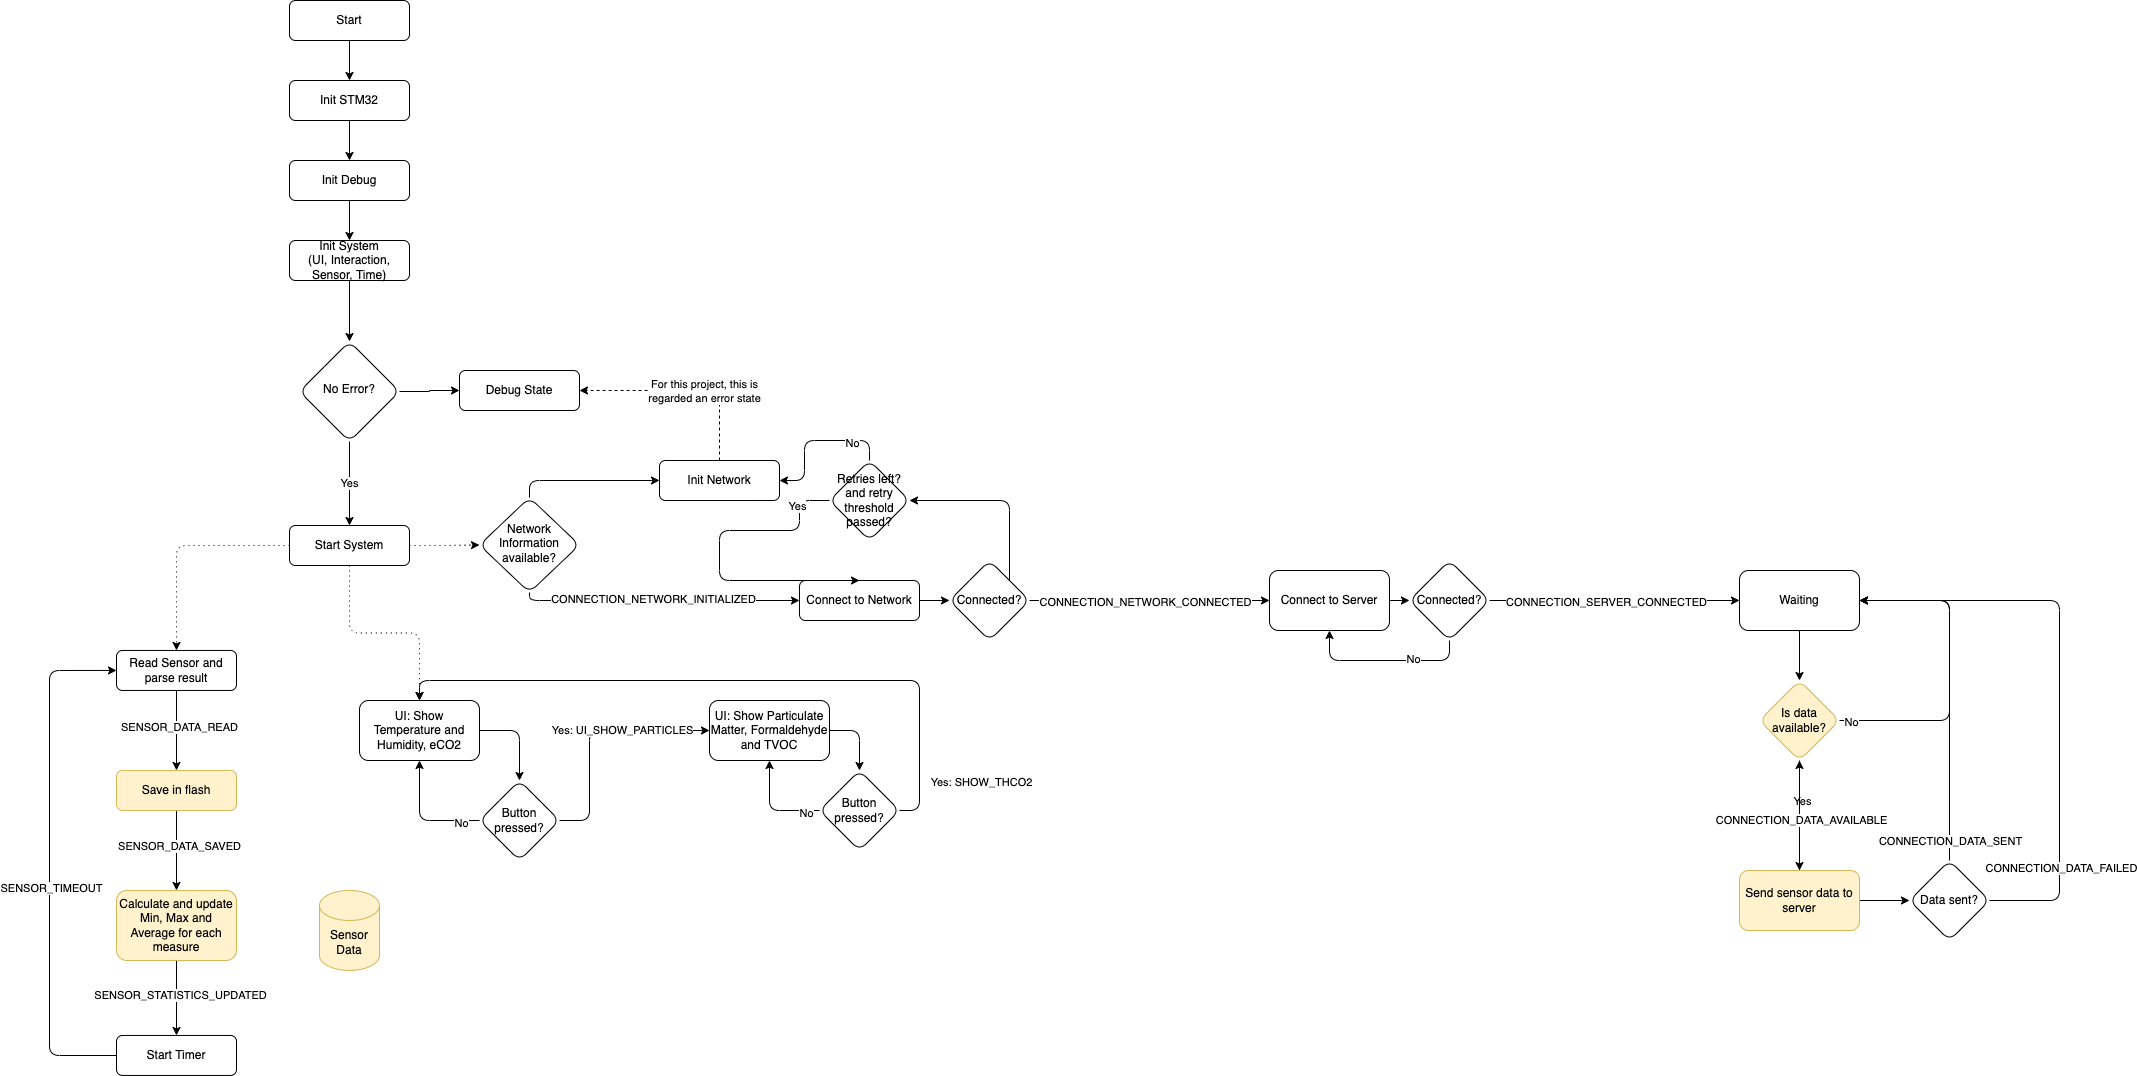 Start
Init STM32
Init Debug
Init System
(UI, Interaction,
Sensor, Time)
No Error?
Debug State
For this project, this is
regarded an error state
Yes
Start System
Network
Information
available?
Init Network
No
Retries left?
and retry
threshold
passed?
Yes
CONNECTION_NETWORK_INITIALIZED
Connect to Network
Connected?
CONNECTION_NETWORK_CONNECTED
Connect to Server
Connected?
No
CONNECTION_SERVER_CONNECTED
Waiting
Is data
available?
No
Yes
CONNECTION_DATA_AVAILABLE
Send sensor data to
server
Data sent?
CONNECTION_DATA_SENT
CONNECTION_DATA_FAILED
Read Sensor and
parse result
SENSOR_DATA_READ
Save in flash
SENSOR_DATA_SAVED
Calculate and update
Min, Max and
Average for each
measure
SENSOR_STATISTICS_UPDATED
Start Timer
SENSOR_TIMEOUT
UI: Show
Temperature and
Humidity, eCO2
Button
pressed?
No
Yes: UI_SHOW_PARTICLES
UI: Show Particulate
Matter, Formaldehyde
and TVOC
Button
pressed?
No
Yes: SHOW_THCO2
Sensor
Data